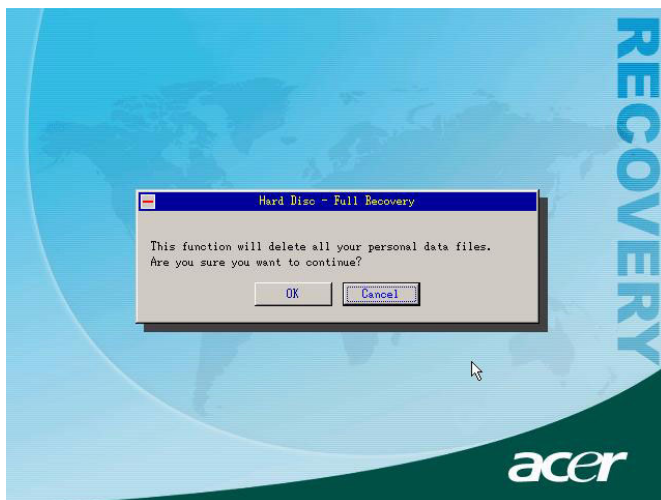 RECOVERY
Hard Disc - Full Recovery
This function will delete all your personal data files.
Are you sure you want to continue?
OK
Cancel
acer